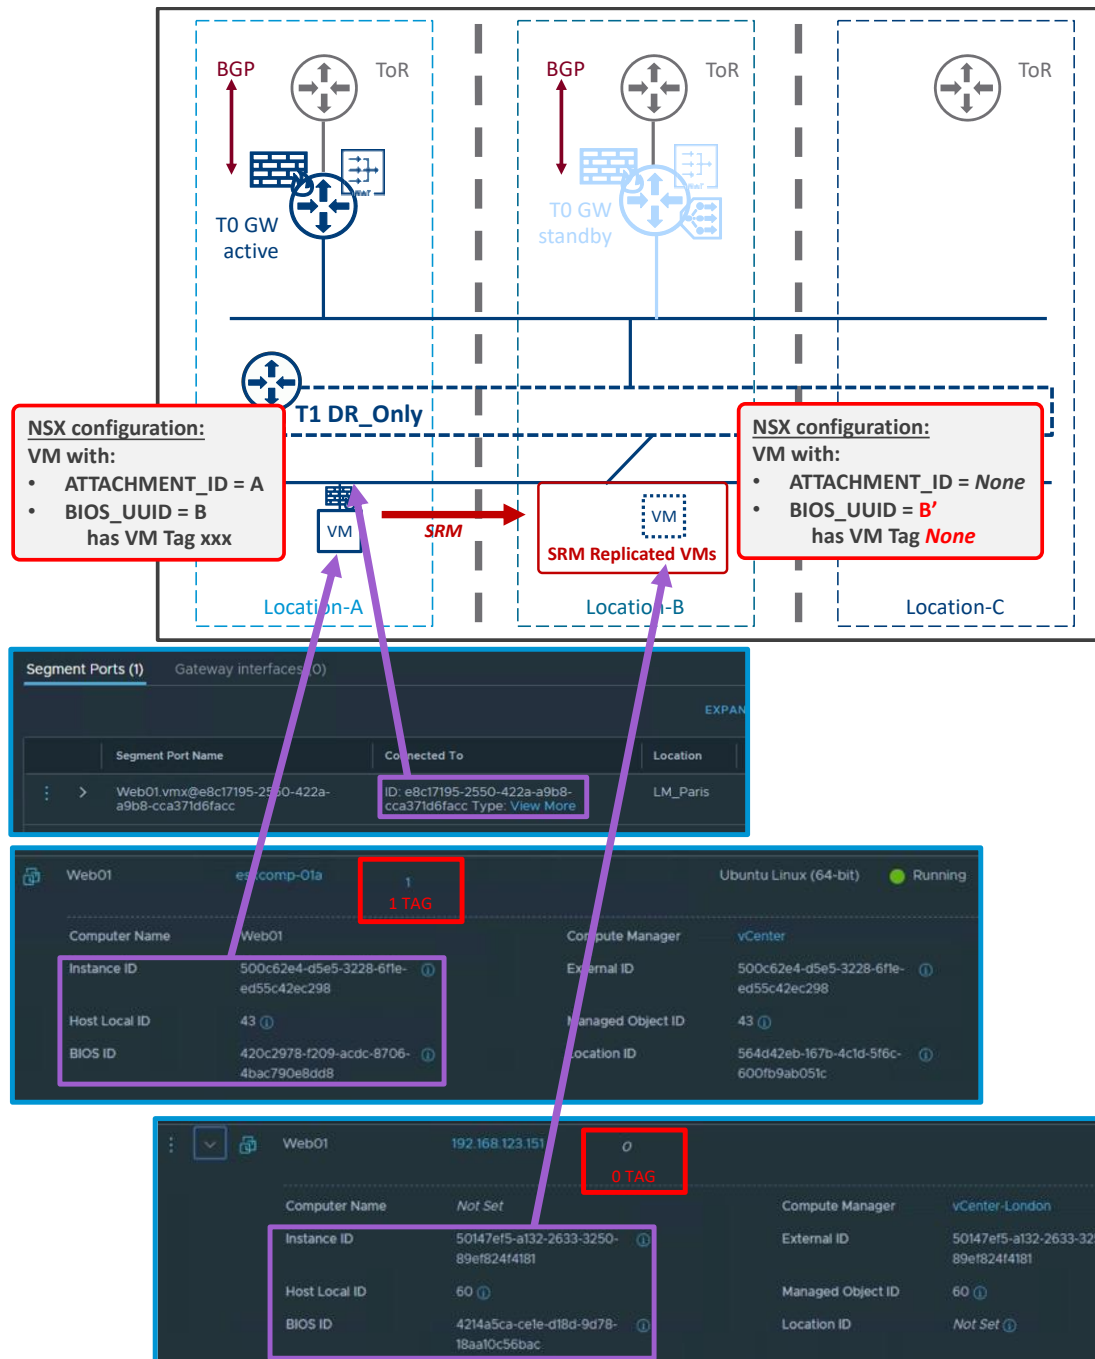 BGP
ToR
BGP
ToR
ToR
T0 GW
active
T0 GW
standby
T1 DR_Only
NSX configuration:
VM with:
• ATTACHMENT_ID = A
• BIOS_UUID = B
has VM Tag xxx
NSX configuration:
VM with:
• ATTACHMENT_ID = None
• BIOS_UUID = B’
has VM Tag None
VM
SRM
VM
SRM Replicated VMs
Location-A
Location-B
Location-C
Segment Ports (1)
Gateway interfaces (0)
EXPAN
Segment Port Name
Connected To
Location
Web01.vmx@e8c17195-2550-422a-
a9b8-cca371d6facc
ID: e8c17195-2550-422a-a9b8-
cca371d6facc Type: View More
LM_Paris
Web01
esxcomp-01a
1
1 TAG
Ubuntu Linux (64-bit)
Running
Computer Name
Web01
Compute Manager
vCenter
Instance ID
500c62e4-d5e5-3228-6f1e-
ed55c42ec298
External ID
500c62e4-d5e5-3228-6f1e-
ed55c42ec298
Host Local ID
43
Managed Object ID
43
BIOS ID
420c2978-f209-acdc-8706-
4bac790e8dd8
Location ID
564d42eb-167b-4c1d-5f6c-
600fb9ab051c
Web01
192.168.123.151
0
0 TAG
Computer Name
Not Set
Compute Manager
vCenter-London
Instance ID
50147ef5-a132-2633-3250-
89ef824f4181
External ID
50147ef5-a132-2633-325
89ef824f4181
Host Local ID
60
Managed Object ID
60
BIOS ID
4214a5ca-ce1e-d18d-9d78-
18aa10c56bac
Location ID
Not Set